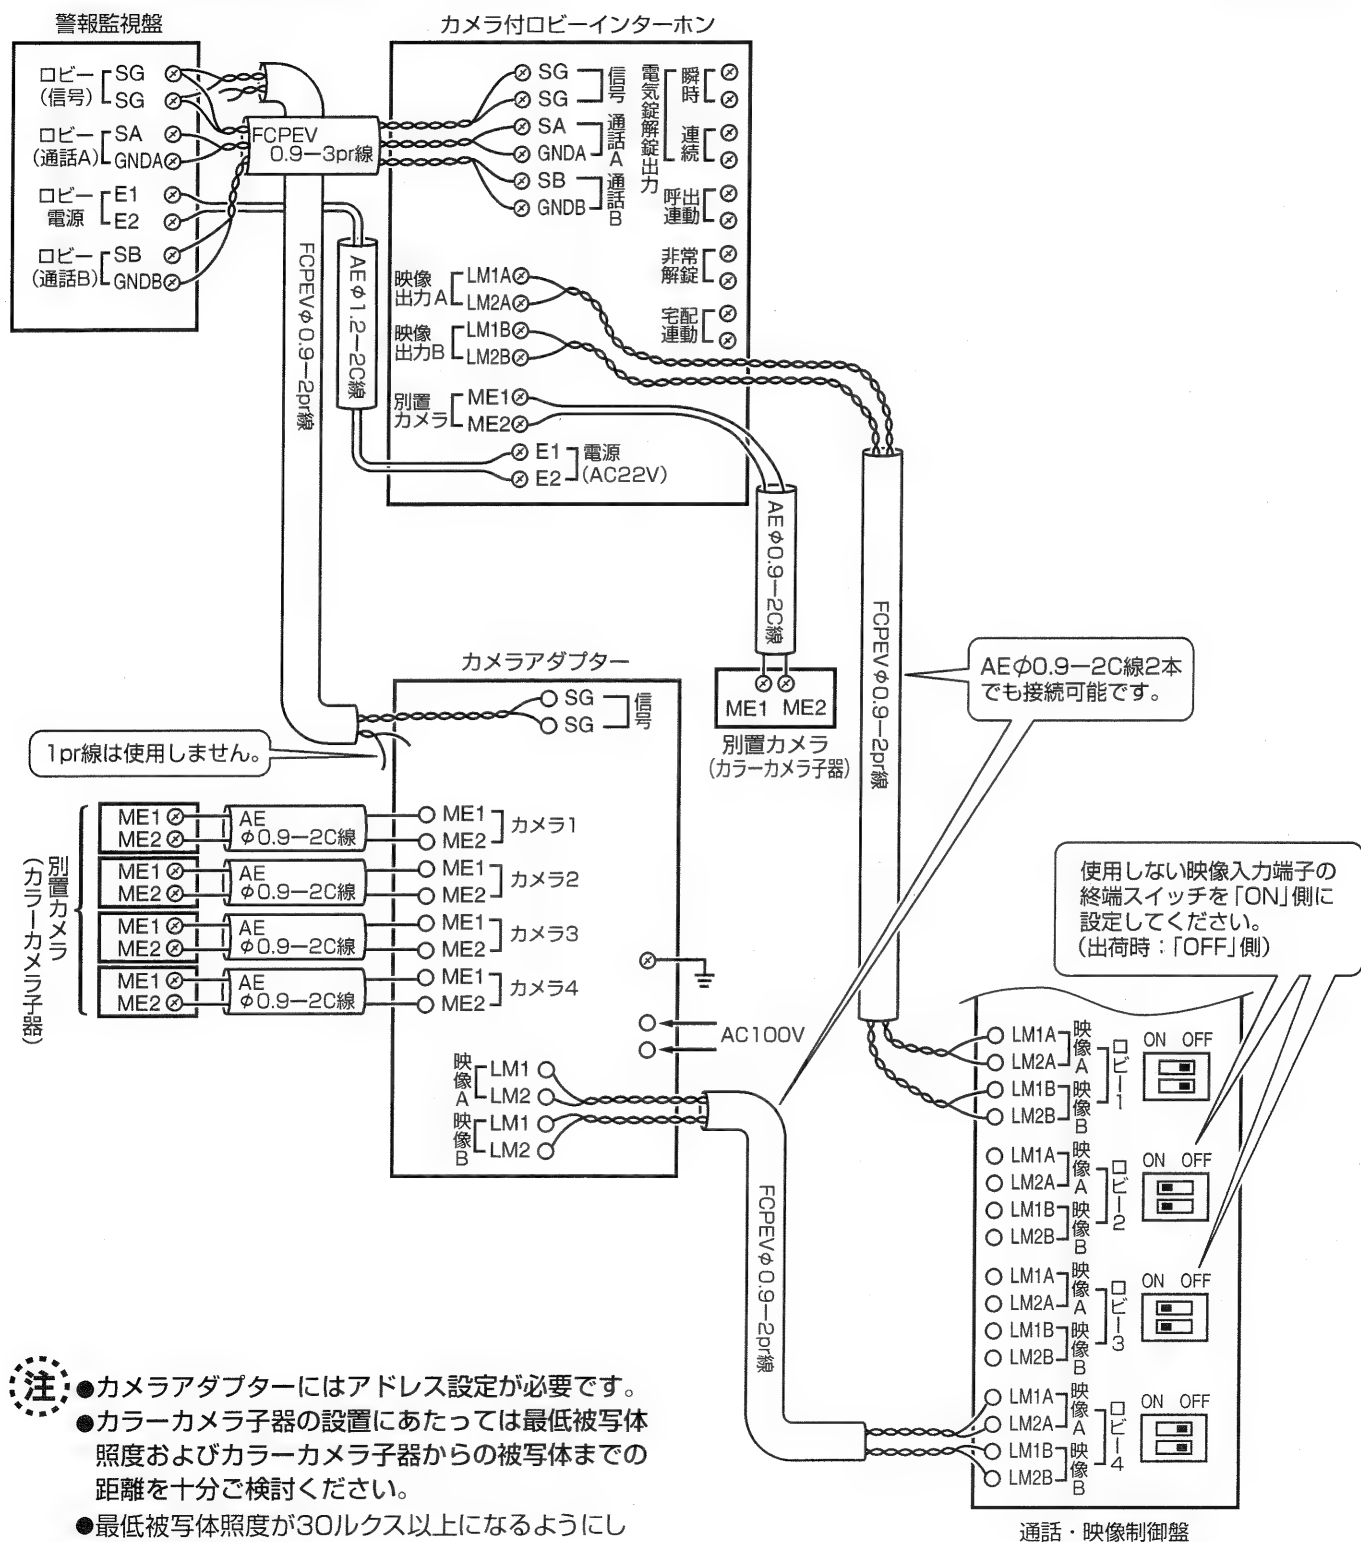 警報監視盤
ロビー
(信号)
SG
SG
ロビー
(通話A)
SA
GNDA
ロビー
電源
E1
E2
ロビー
(通話B)
SB
GNDB
FCPEV
0.9−3pr線
FCPEVφ0.9−2pr線
AEφ1.2−2C線
カメラ付ロビーインターホン
SG
SG
信号
SA
GNDA
通話A
SB
GNDB
通話B
電気錠解錠出力
瞬時
連続
呼出
連動
非常
解錠
宅配
連動
映像
出力A
LM1A
LM2A
映像
出力B
LM1B
LM2B
別置
カメラ
ME1
ME2
E1
E2
電源
(AC22V)
AEφ0.9−2C線
ME1 ME2
別置カメラ
(カラーカメラ子器)
FCPEVφ0.9−2pr線
AEφ0.9−2C線2本
でも接続可能です。
カメラアダプター
SG
SG
信号
1pr線は使用しません。
別置カメラ
(カラーカメラ子器)
ME1
ME2
AE
φ0.9−2C線
ME1
ME2
カメラ1
ME1
ME2
AE
φ0.9−2C線
ME1
ME2
カメラ2
ME1
ME2
AE
φ0.9−2C線
ME1
ME2
カメラ3
ME1
ME2
AE
φ0.9−2C線
ME1
ME2
カメラ4
AC100V
映像A
LM1
LM2
映像B
LM1
LM2
FCPEVφ0.9−2pr線
使用しない映像入力端子の
終端スイッチを「ON」側に
設定してください。
(出荷時：「OFF」側)
LM1A
LM2A
映像A
LM1B
LM2B
映像B
ロビー1
ON OFF
LM1A
LM2A
映像A
LM1B
LM2B
映像B
ロビー2
ON OFF
LM1A
LM2A
映像A
LM1B
LM2B
映像B
ロビー3
ON OFF
LM1A
LM2A
映像A
LM1B
LM2B
映像B
ロビー4
ON OFF
通話・映像制御盤
注
●カメラアダプターにはアドレス設定が必要です。
●カラーカメラ子器の設置にあたっては最低被写体
照度およびカラーカメラ子器からの被写体までの
距離を十分ご検討ください。
●最低被写体照度が30ルクス以上になるようにし